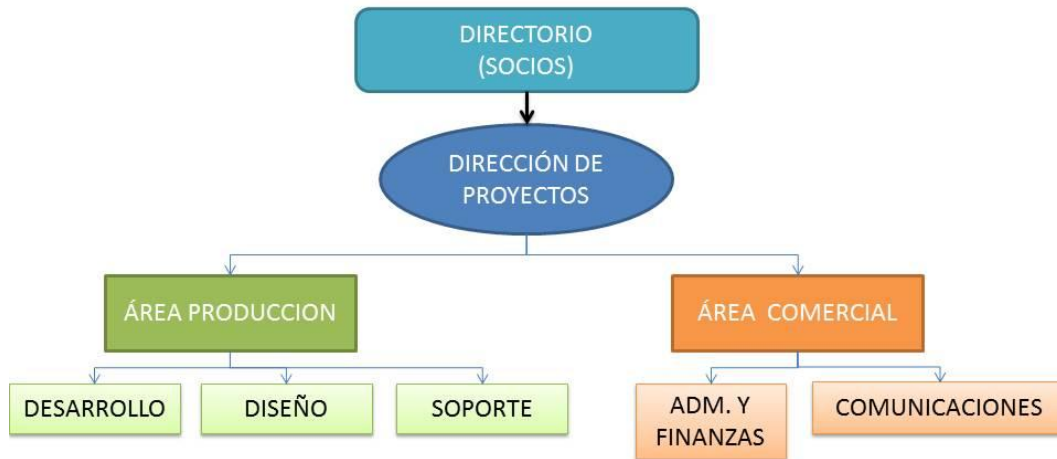 DIRECTORIO
(SOCIOS)
DIRECCIÓN DE
PROYECTOS
ÁREA PRODUCCION
ÁREA COMERCIAL
DESARROLLO
DISEÑO
SOPORTE
ADM. Y
FINANZAS
COMUNICACIONES